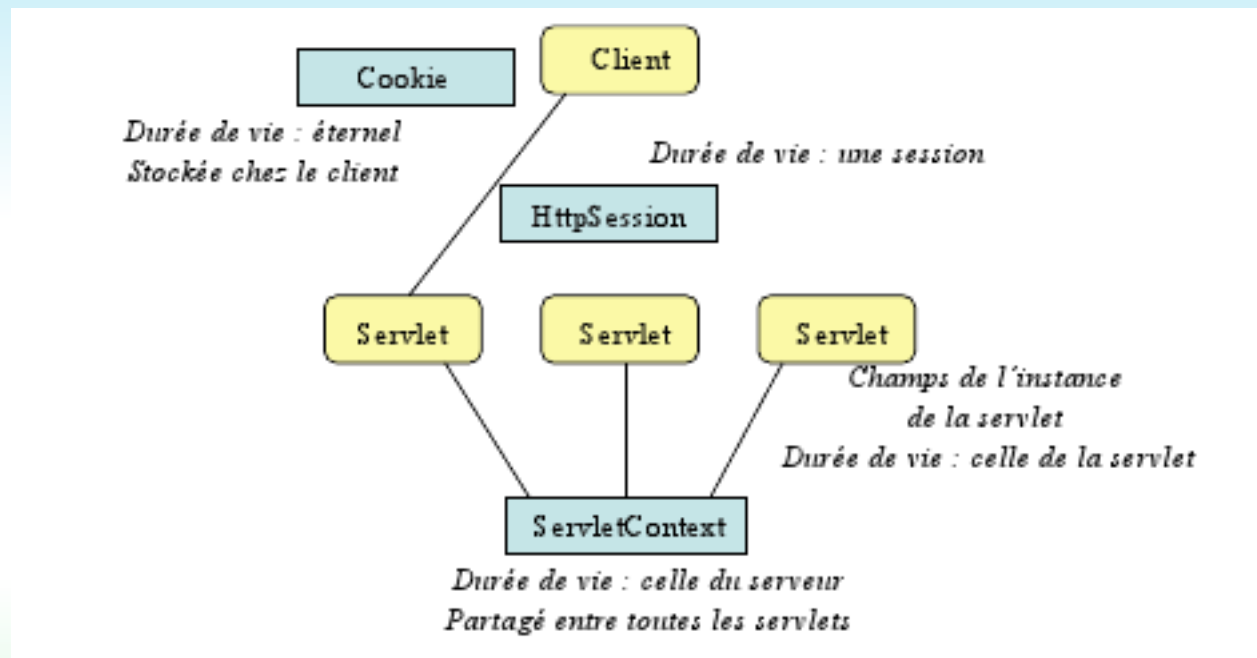 Client
Cookie
Durée de vie : éternel
Stockée chez le client
Durée de vie : une session
HttpSession
Servlet
Servlet
Servlet
Champs de l'instance
de la servlet
Durée de vie : celle de la servlet
ServletContext
Durée de vie : celle du serveur
Partagé entre toutes les servlets